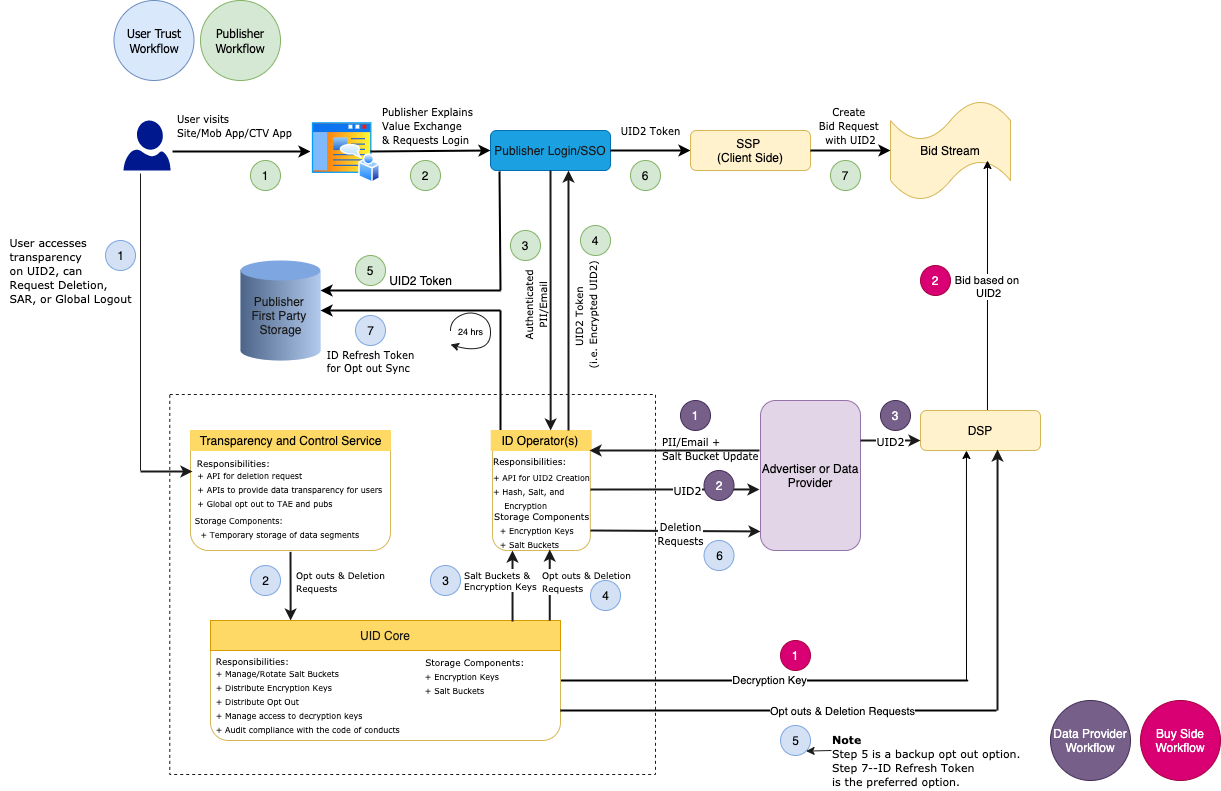 User Trust
Workflow
Publisher
Workflow
User visits
Site/Mob App/CTV App
1
Publisher Explains
Value Exchange
& Requests Login
2
Publisher Login/SSO
UID2 Token
6
SSP
(Client Side)
Create
Bid Request
with UID2
7
Bid Stream
User accesses
transparency
on UID2, can
Request Deletion,
SAR, or Global Logout
1
Publisher
First Party
Storage
5
UID2 Token
7
ID Refresh Token
for Opt out Sync
24 hrs
3
Authenticated
PII/Email
4
UID2 Token
(i.e. Encrypted UID2)
2
Bid based on
UID2
Transparency and Control Service
Responsibilities:
+ API for deletion request
+ APIs to provide data transparency for users
+ Global opt out to TAE and pubs
Storage Components:
+ Temporary storage of data segments
ID Operator(s)
Responsibilities:
+ API for UID2 Creation
+ Hash, Salt, and
Encryption
Storage Components
+ Encryption Keys
+ Salt Buckets
1
PII/Email +
Salt Bucket Update
UID2
2
Deletion
Requests
6
Advertiser or Data
Provider
3
UID2
DSP
2
Opt outs & Deletion
Requests
3
Salt Buckets &
Encryption Keys
Opt outs & Deletion
Requests
4
UID Core
Responsibilities:
+ Manage/Rotate Salt Buckets
+ Distribute Encryption Keys
+ Distribute Opt Out
+ Manage access to decryption keys
+ Audit compliance with the code of conducts
Storage Components:
+ Encryption Keys
+ Salt Buckets
1
Decryption Key
Opt outs & Deletion Requests
5
Note
Step 5 is a backup opt out option.
Step 7--ID Refresh Token
is the preferred option.
Data Provider
Workflow
Buy Side
Workflow